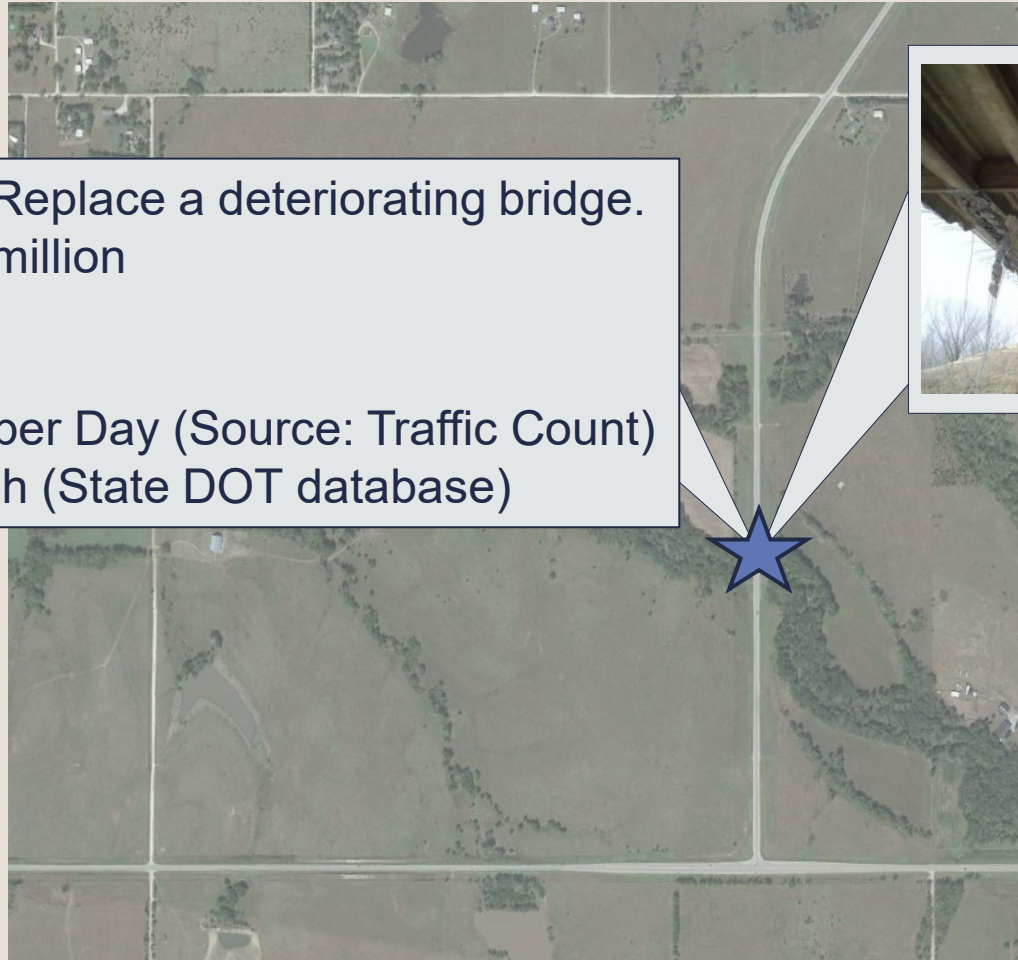 Replace a deteriorating bridge.
million
per Day (Source: Traffic Count)
h (State DOT database)